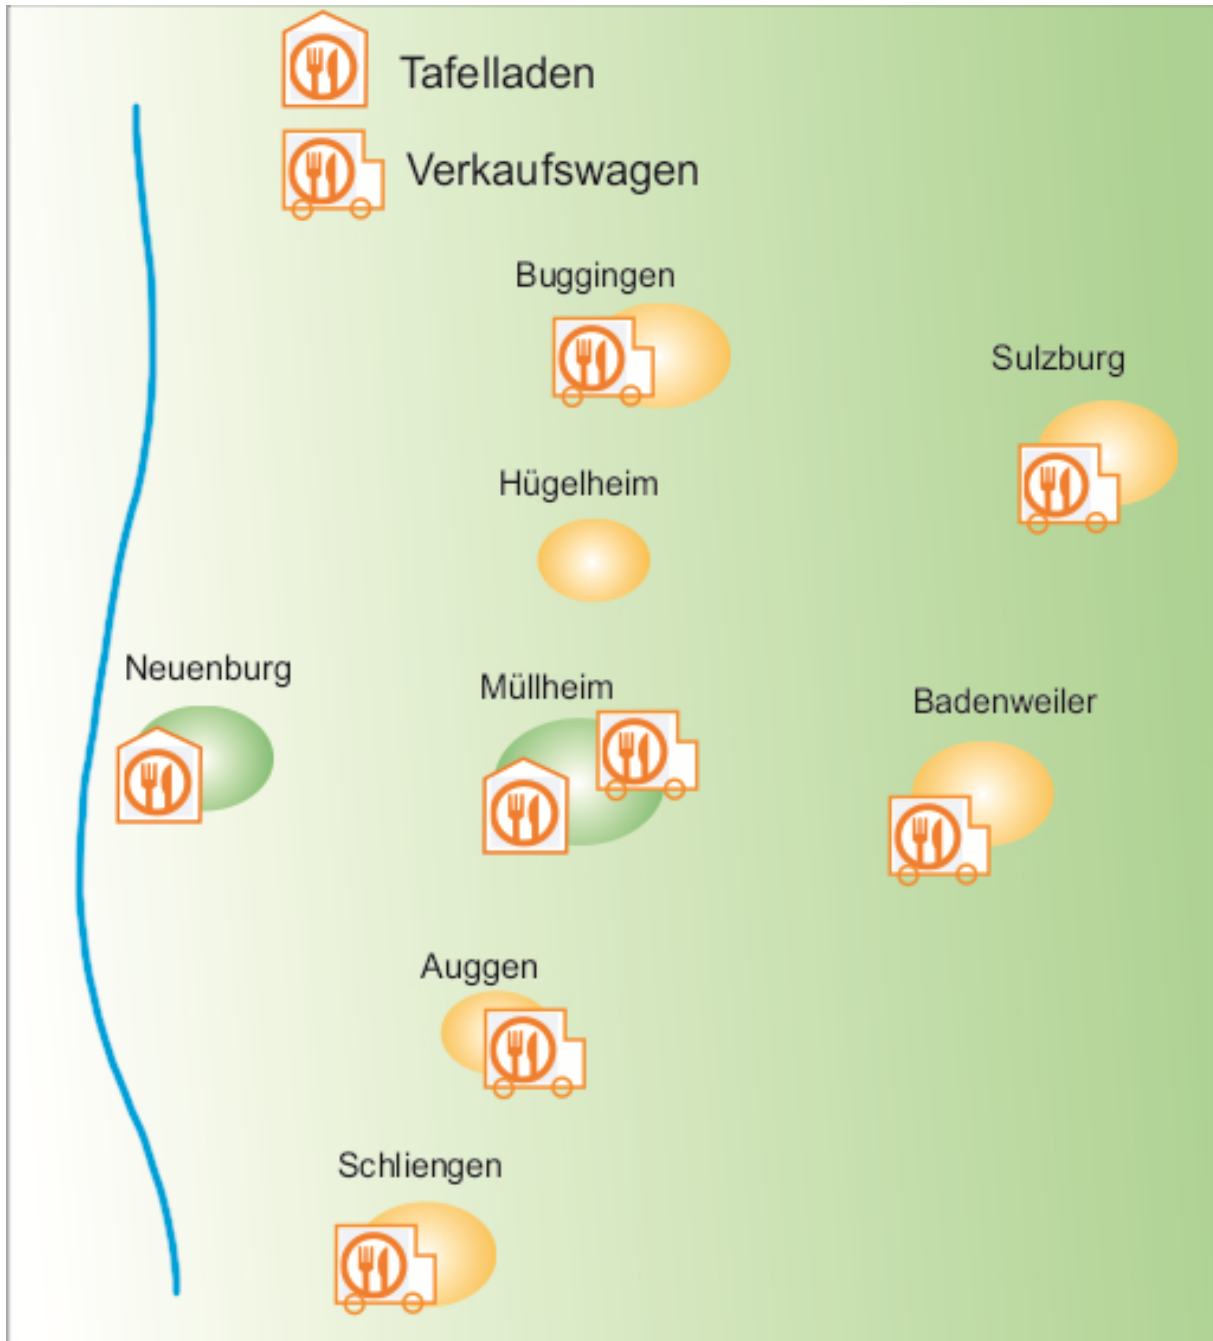 Tafelladen
Verkaufswagen
Buggingen
Sulzburg
Hügelheim
Neuenburg
Müllheim
Badenweiler
Auggen
Schliengen